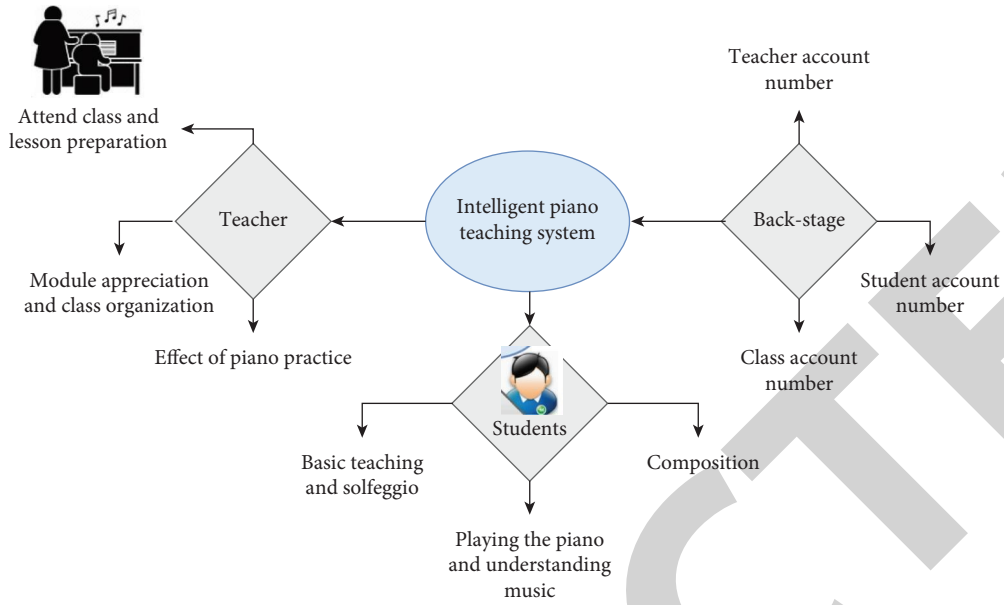 Teacher account
number
Attend class and
lesson preparation
Teacher
Intelligent piano
teaching system
Back-stage
Module appreciation
and class organization
Student account
number
Effect of piano practice
Class account
number
Students
Basic teaching
and solfeggio
Composition
Playing the piano
and understanding
music
CTE